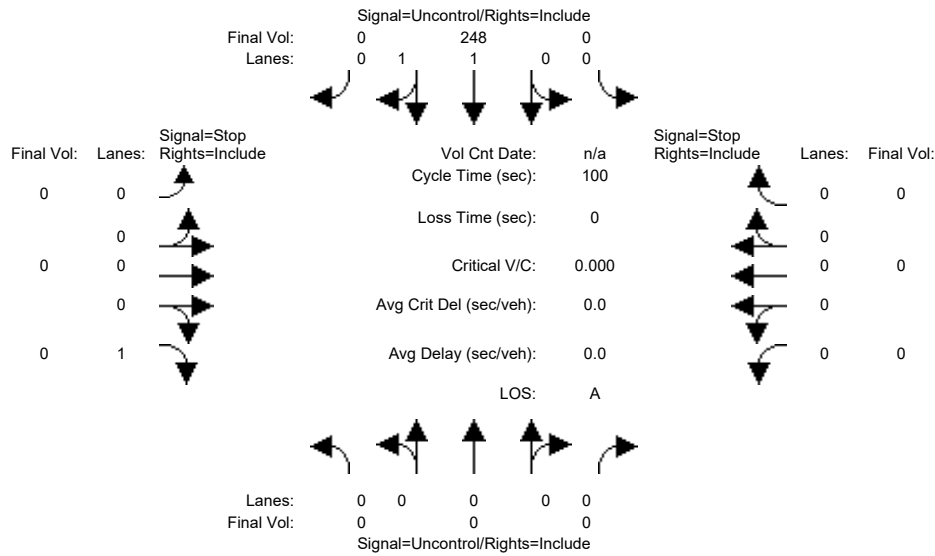 Signal=Uncontrol/Rights=Include
Final Vol: 0 248 0
Lanes: 0 1 1 0 0
Signal=Stop Signal=Stop
Final Vol: Lanes: Rights=Include Vol Cnt Date: n/a Rights=Include Lanes: Final Vol:
Cycle Time (sec): 100
0 0 0 0
Loss Time (sec): 0
0 0
0 0 Critical V/C: 0.000 0 0
0 Avg Crit Del (sec/veh): 0.0 0
0 1 Avg Delay (sec/veh): 0.0 0 0
LOS: A
Lanes: 0 0 0 0 0
Final Vol: 0 0 0
Signal=Uncontrol/Rights=Include